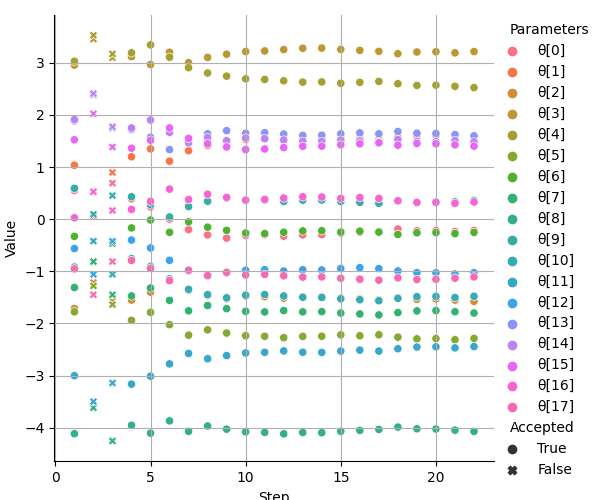 Parameters
θ[0]
θ[1]
θ[2]
θ[3]
θ[4]
θ[5]
θ[6]
θ[7]
θ[8]
θ[9]
θ[10]
θ[11]
θ[12]
θ[13]
θ[14]
θ[15]
θ[16]
θ[17]
Accepted
True
False
Value
3
2
1
0
−1
−2
−3
−4
0 5 10 15 20
Step